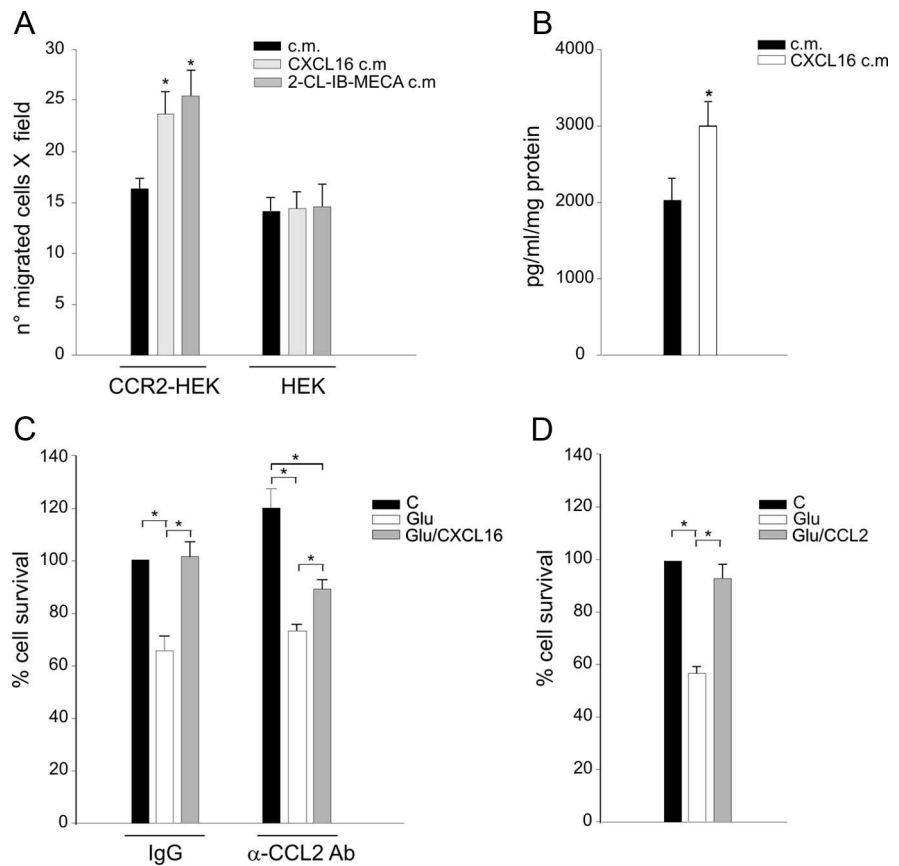 A
n° migrated cells X field
30
25
20
15
10
5
0
c.m.
CXCL16 c.m
2-CL-IB-MECA c.m
* *
CCR2-HEK HEK
B
pg/ml/mg protein
4000
3000
2000
1000
0
c.m.
CXCL16 c.m
*
C
% cell survival
140
120
100
80
60
40
20
0
C
Glu
Glu/CXCL16
* *
*
*
*
IgG α-CCL2 Ab
D
% cell survival
140
120
100
80
60
40
20
0
C
Glu
Glu/CCL2
* *